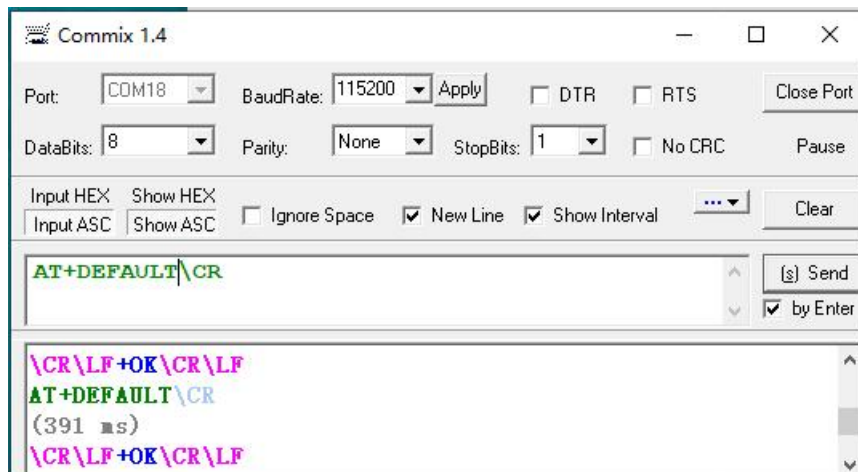 Commix 1.4
Port: COM18 BaudRate: 115200 Apply DTR RTS Close Port
DataBits: 8 Parity: None StopBits: 1 No CRC Pause
Input HEX Show HEX
Input ASC Show ASC Ignore Space New Line Show Interval ... Clear
AT+DEFAULT\CR (s) Send
by Enter
\CR\LF+OK\CR\LF
AT+DEFAULT\CR
(391 ms)
\CR\LF+OK\CR\LF